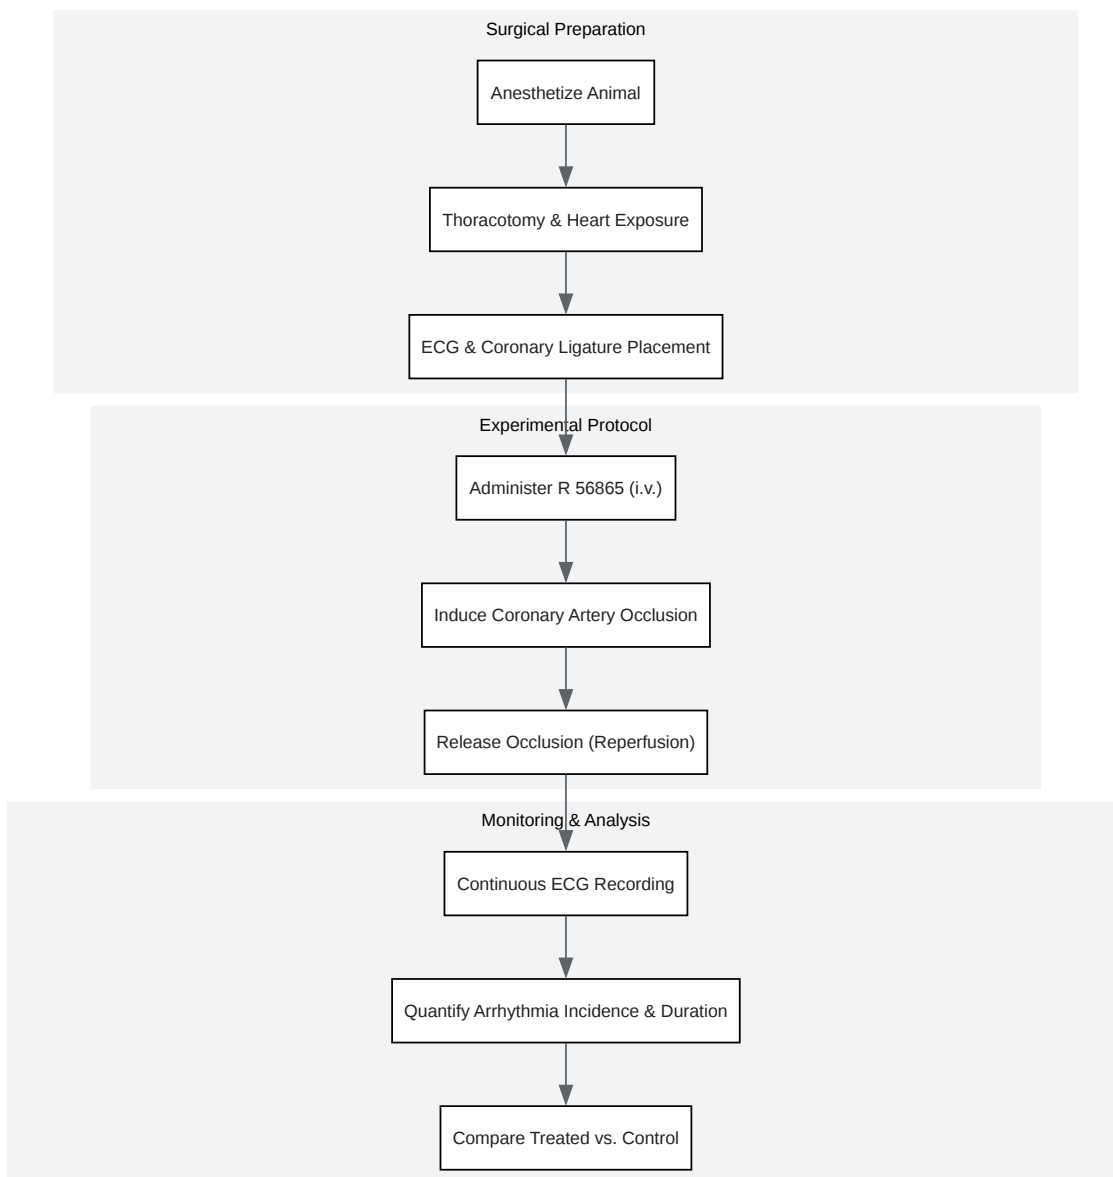 Surgical Preparation
Anesthetize Animal
Thoracotomy & Heart Exposure
ECG & Coronary Ligature Placement
Experimental Protocol
Administer R 56865 (i.v.)
Induce Coronary Artery Occlusion
Release Occlusion (Reperfusion)
Monitoring & Analysis
Continuous ECG Recording
Quantify Arrhythmia Incidence & Duration
Compare Treated vs. Control